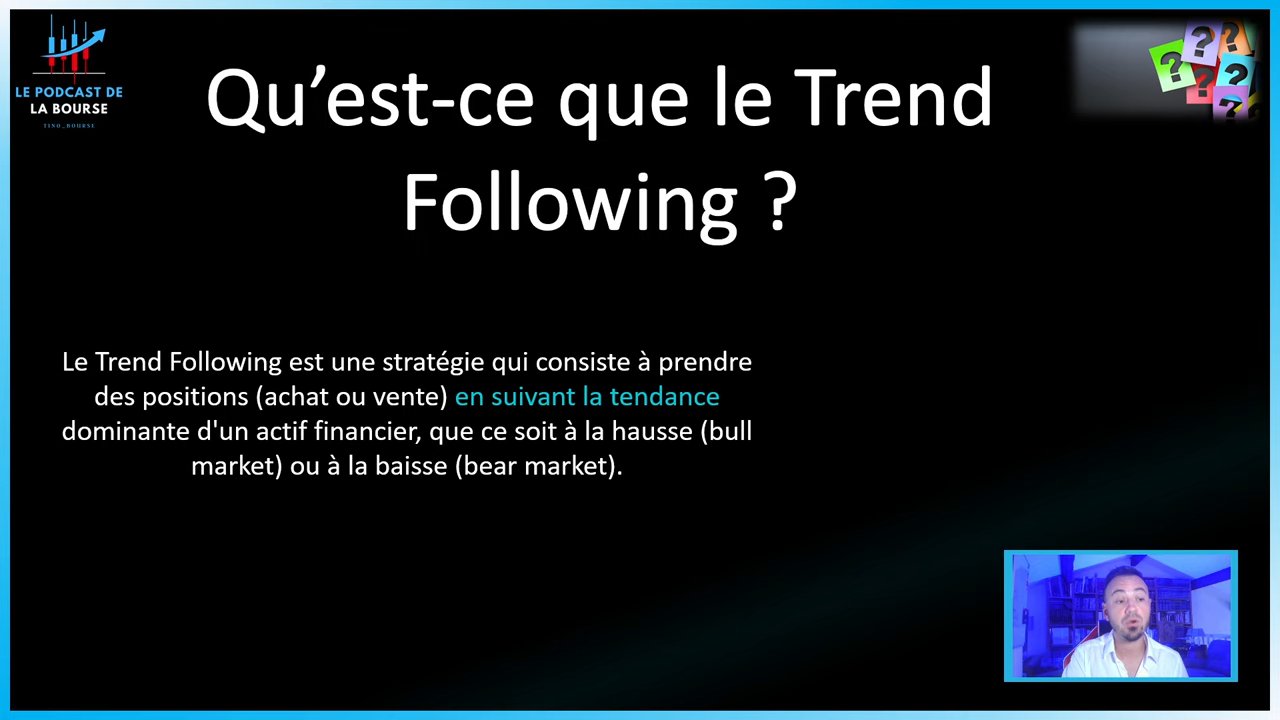 LE PODCAST DE
LA BOURSE
TINO_BOURSE
Qu’est-ce que le Trend
Following ?
? ? ? ? ?
Le Trend Following est une stratégie qui consiste à prendre
des positions (achat ou vente) en suivant la tendance
dominante d'un actif financier, que ce soit à la hausse (bull
market) ou à la baisse (bear market).